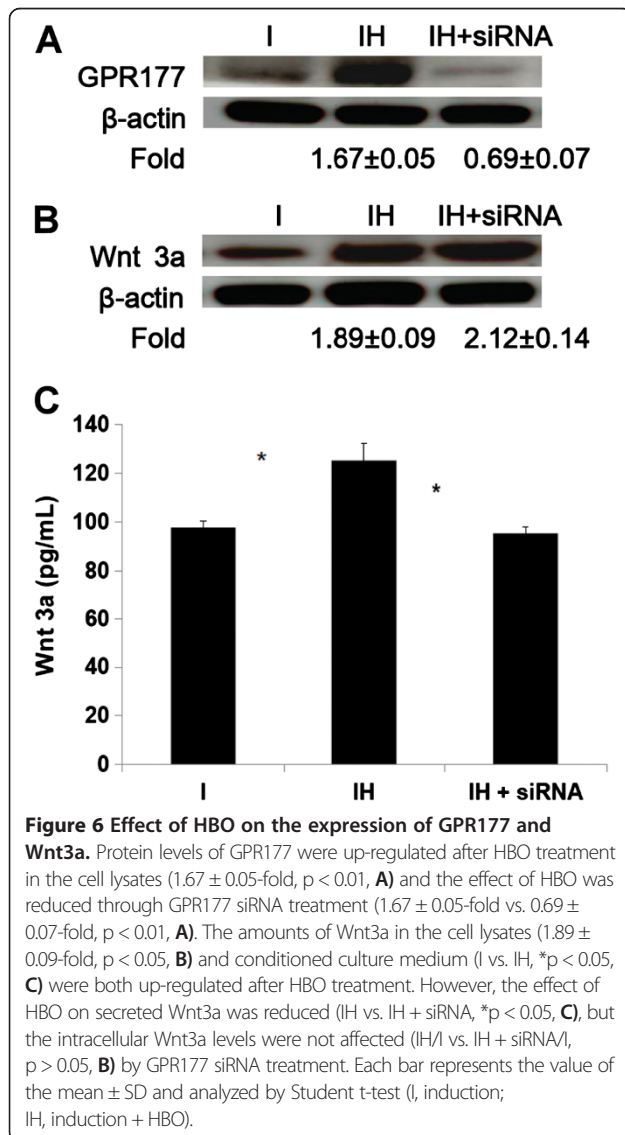 A
I IH IH+siRNA
GPR177
β-actin
Fold 1.67±0.05 0.69±0.07
B
I IH IH+siRNA
Wnt 3a
β-actin
Fold 1.89±0.09 2.12±0.14
C
140
120
100
80
60
40
20
0
Wnt 3a (pg/mL)
* *
I IH IH + siRNA
Figure 6 Effect of HBO on the expression of GPR177 and
Wnt3a. Protein levels of GPR177 were up-regulated after HBO treatment
in the cell lysates (1.67 ± 0.05-fold, p < 0.01, A) and the effect of HBO was
reduced through GPR177 siRNA treatment (1.67 ± 0.05-fold vs. 0.69 ±
0.07-fold, p < 0.01, A). The amounts of Wnt3a in the cell lysates (1.89 ±
0.09-fold, p < 0.05, B) and conditioned culture medium (I vs. IH, *p < 0.05,
C) were both up-regulated after HBO treatment. However, the effect of
HBO on secreted Wnt3a was reduced (IH vs. IH + siRNA, *p < 0.05, C), but
the intracellular Wnt3a levels were not affected (IH/I vs. IH + siRNA/I,
p > 0.05, B) by GPR177 siRNA treatment. Each bar represents the value of
the mean ± SD and analyzed by Student t-test (I, induction;
IH, induction + HBO).